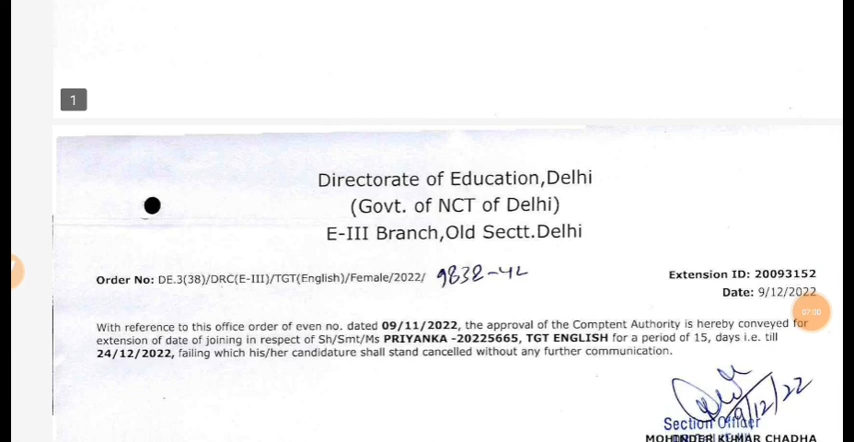 1
Directorate of Education,Delhi
(Govt. of NCT of Delhi)
E-III Branch,Old Sectt.Delhi
Order No: DE.3(38)/DRC(E-III)/TGT(English)/Female/2022/ 9832-42
Extension ID: 20093152
Date: 9/12/2022
07:00
With reference to this office order of even no. dated 09/11/2022, the approval of the Comptent Authority is hereby conveyed for
extension of date of joining in respect of Sh/Smt/Ms PRIYANKA -20225665, TGT ENGLISH for a period of 15, days i.e. till
24/12/2022, failing which his/her candidature shall stand cancelled without any further communication.
9/12/22
Section Officer
MOHINDER KUMAR CHADHA